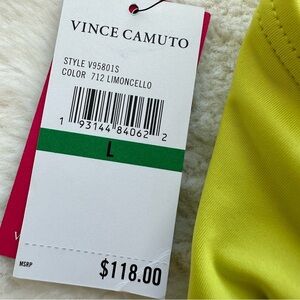 VINCE CAMUTO
STYLE V95801S
COLOR 712 LIMONCELLO
1 93144 84062 2
L
V
MSRP $118.00